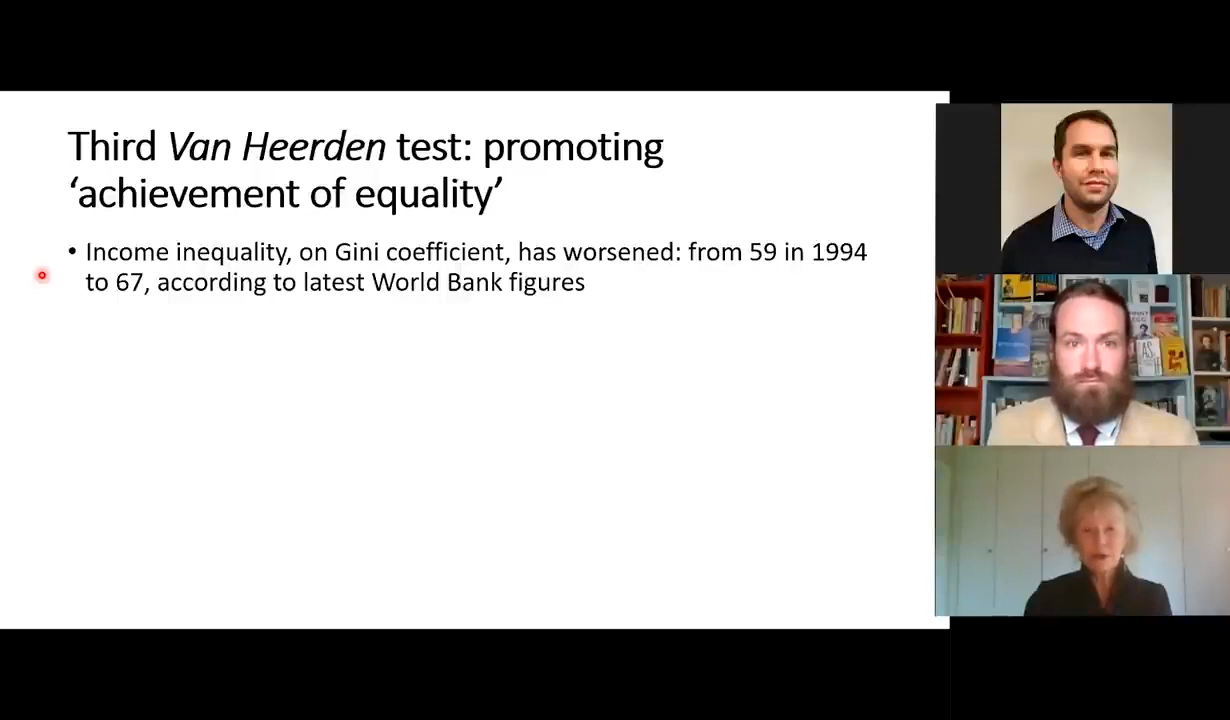 Third Van Heerden test: promoting
‘achievement of equality’
• Income inequality, on Gini coefficient, has worsened: from 59 in 1994
to 67, according to latest World Bank figures